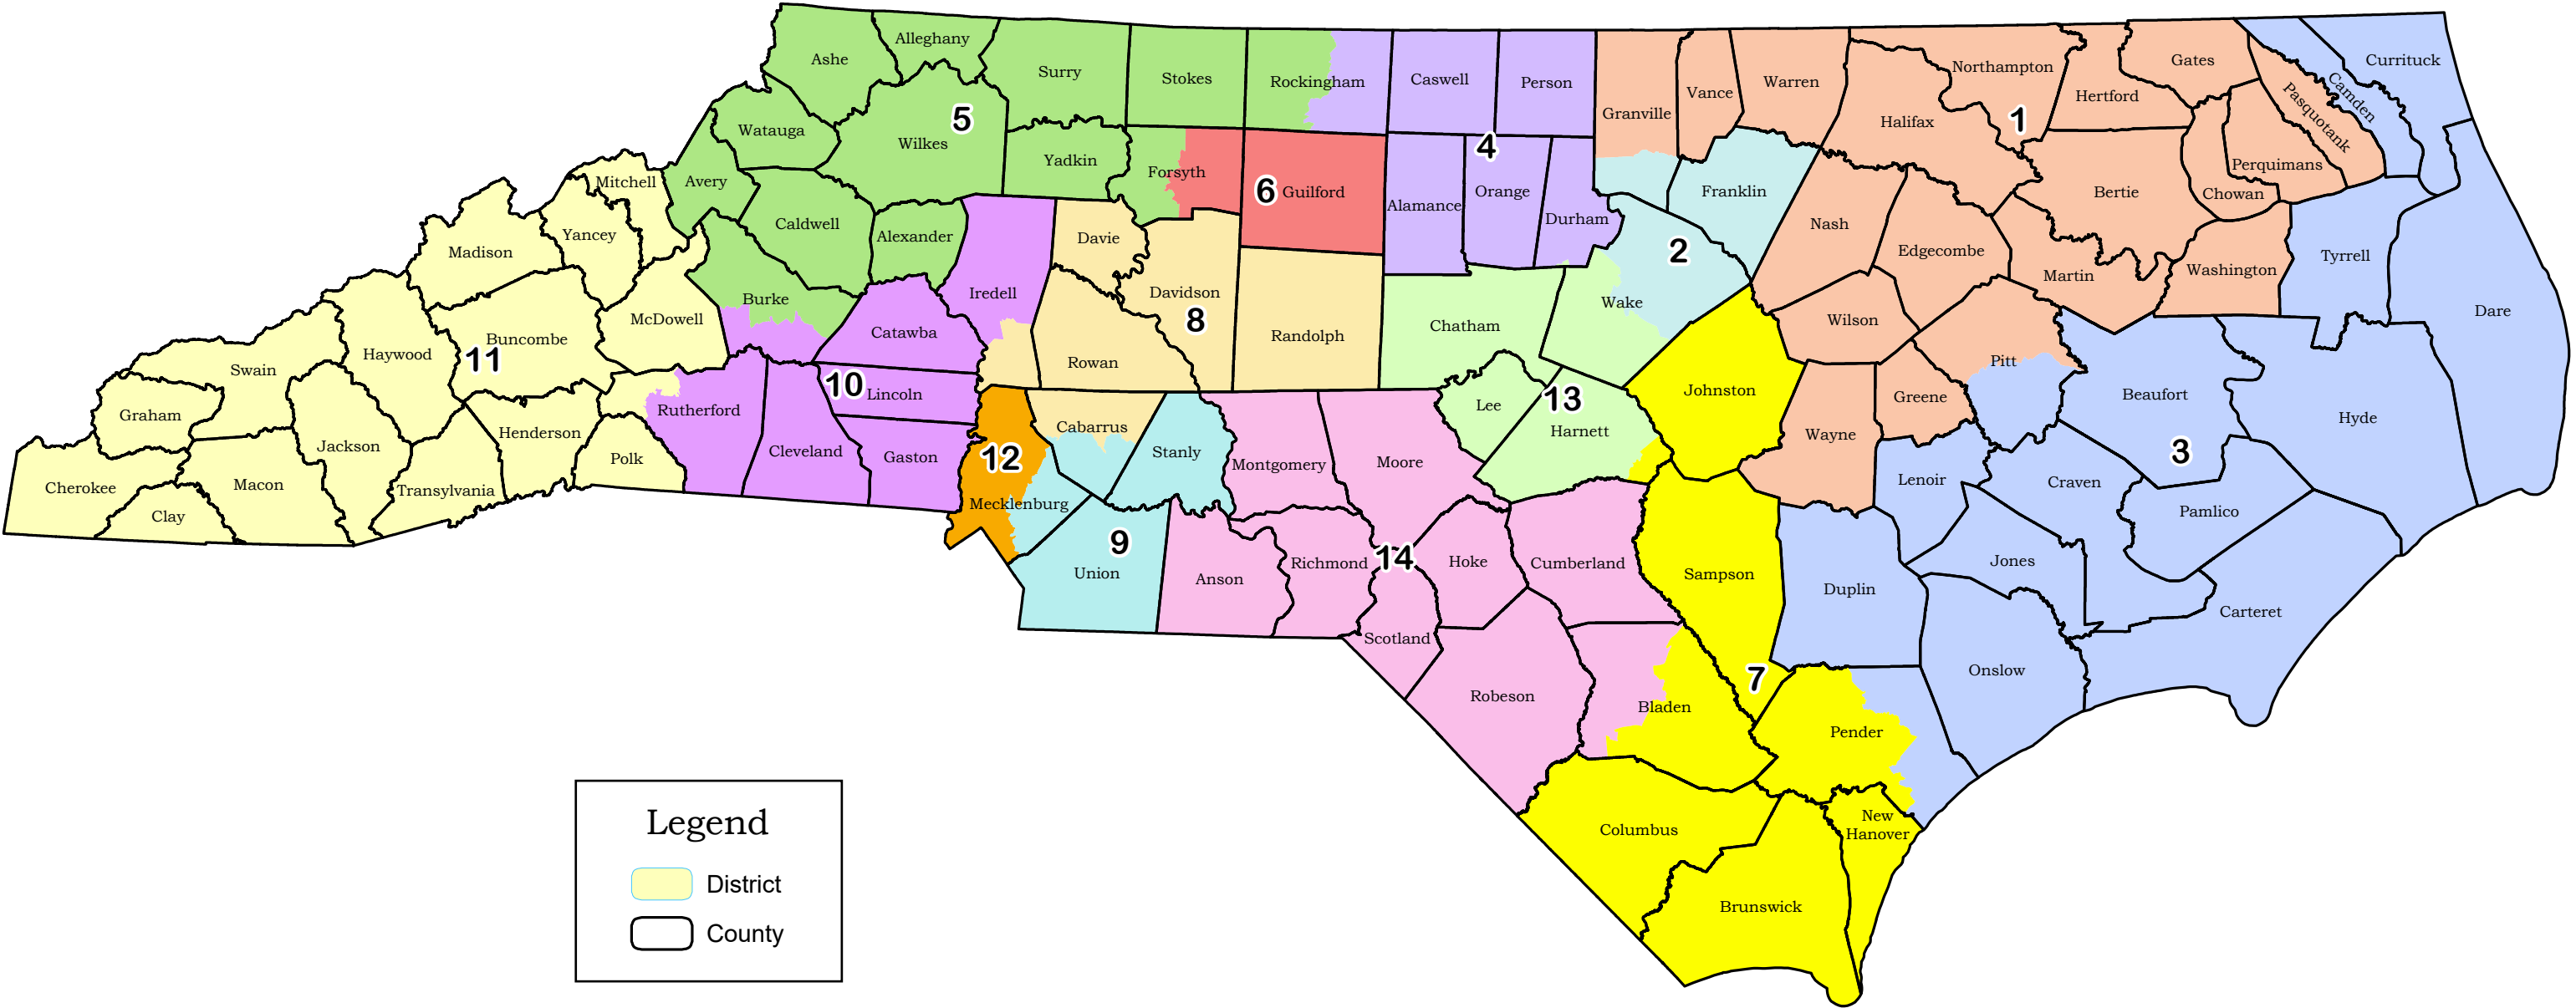 Ashe
Alleghany
Surry
Stokes
Rockingham
Caswell
Person
Granville
Vance
Warren
Northampton
Gates
Currituck
Camden
Pasquotank
Hertford
Halifax
1
Perquimans
Chowan
Bertie
Watauga
Wilkes
5
Yadkin
Forsyth
6
Guilford
Alamance
4
Orange
Durham
Franklin
2
Nash
Edgecombe
Martin
Washington
Tyrrell
Dare
Mitchell
Avery
Caldwell
Alexander
Iredell
Davie
Davidson
8
Randolph
Chatham
Wake
Wilson
Pitt
Madison
Yancey
McDowell
Burke
Catawba
Rowan
Johnston
Greene
Beaufort
3
Hyde
Swain
Haywood
11
Buncombe
Rutherford
10
Lincoln
Cabarrus
Stanly
Montgomery
Moore
Lee
13
Harnett
Wayne
Lenoir
Craven
Pamlico
Graham
Jackson
Henderson
Polk
Cleveland
Gaston
12
Mecklenburg
Cherokee
Clay
Macon
Transylvania
9
Union
Anson
Richmond
14
Hoke
Cumberland
Sampson
Duplin
Jones
Carteret
Scotland
Robeson
Bladen
7
Pender
Onslow
Columbus
New
Hanover
Brunswick
Legend
District
County